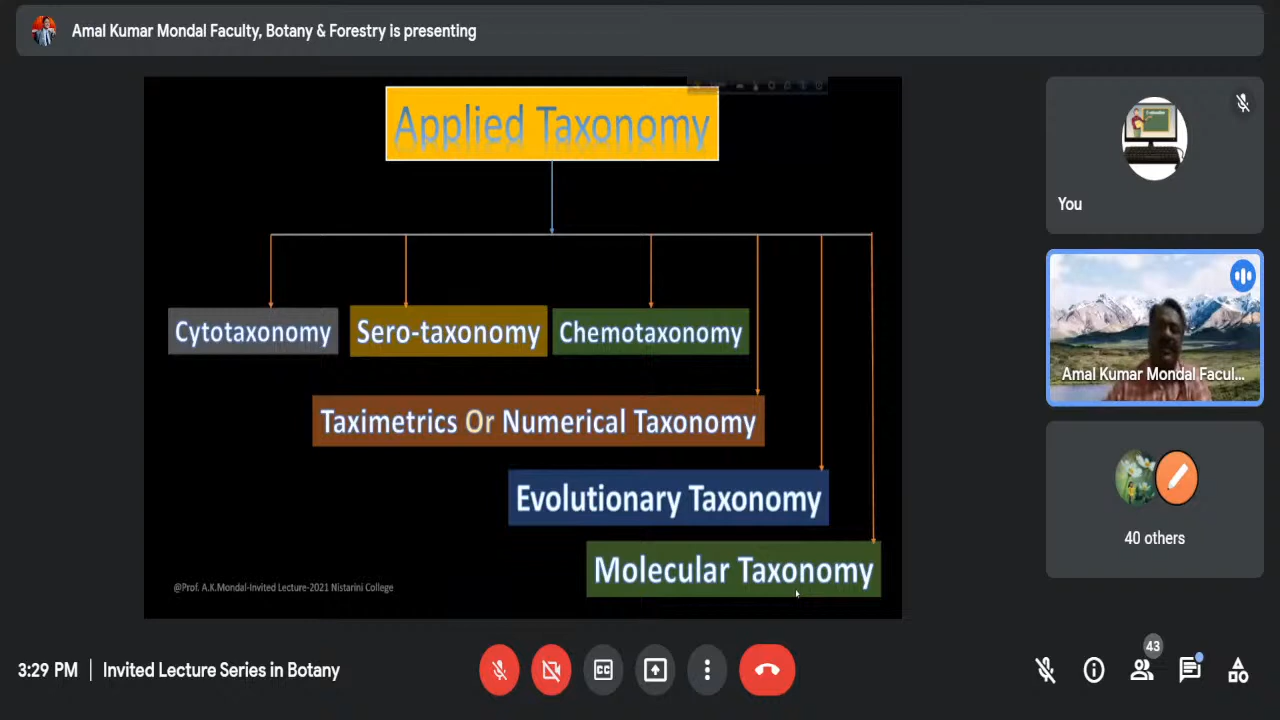 Amal Kumar Mondal Faculty, Botany & Forestry is presenting
Applied Taxonomy
Cytotaxonomy
Sero-taxonomy
Chemotaxonomy
Taximetrics Or Numerical Taxonomy
Evolutionary Taxonomy
Molecular Taxonomy
@Prof. A.K.Mondal-Invited Lecture-2021 Nistarini College
You
Amal Kumar Mondal Facul...
40 others
3:29 PM | Invited Lecture Series in Botany
CC
43